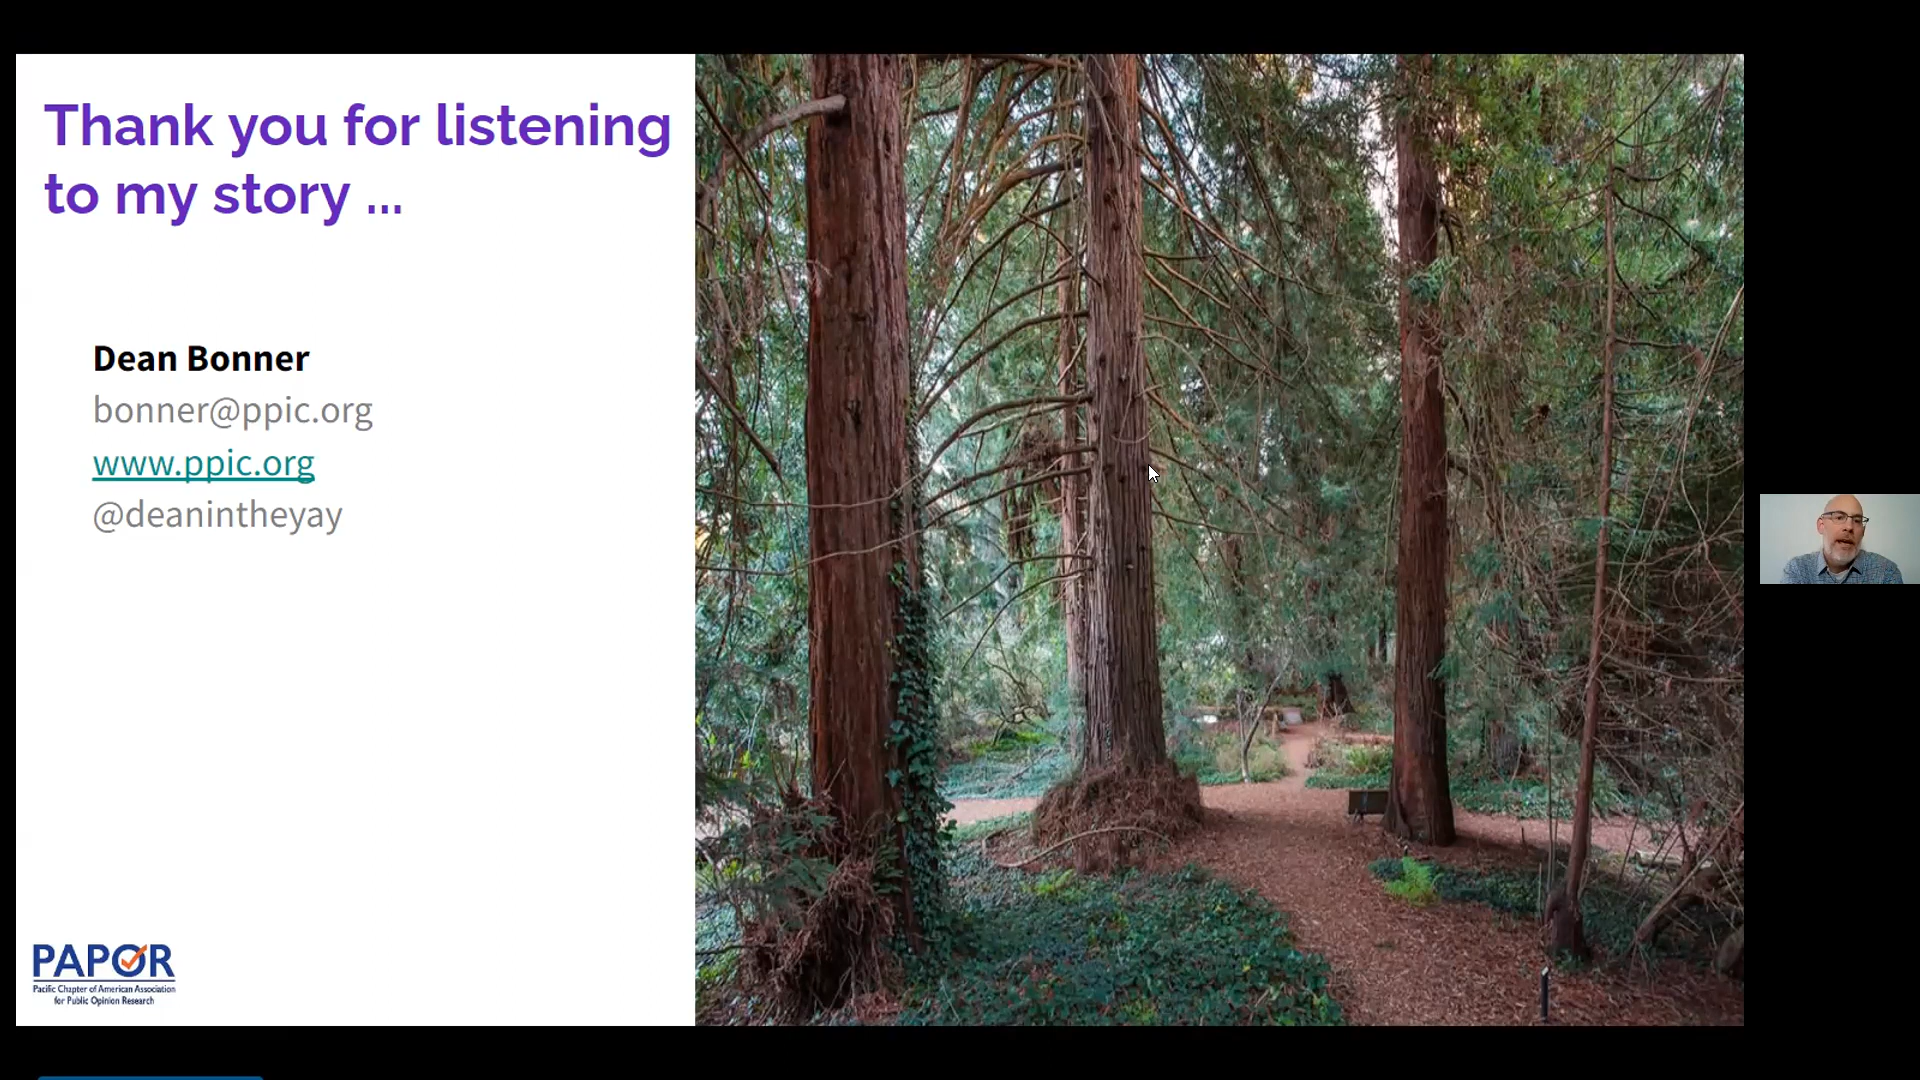 Thank you for listening
to my story ...
Dean Bonner
bonner@ppic.org
www.ppic.org
@deanintheyay
PAPOR
Pacific Chapter of American Association
for Public Opinion Research